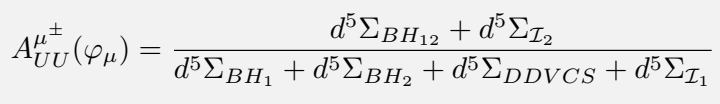 A_{UU}^{\mu^{\pm}}(\varphi_{\mu}) = \frac{d^5\Sigma_{BH_{12}} + d^5\Sigma_{\mathcal{I}_2}}{d^5\Sigma_{BH_1} + d^5\Sigma_{BH_2} + d^5\Sigma_{DDVCS} + d^5\Sigma_{\mathcal{I}_1}}